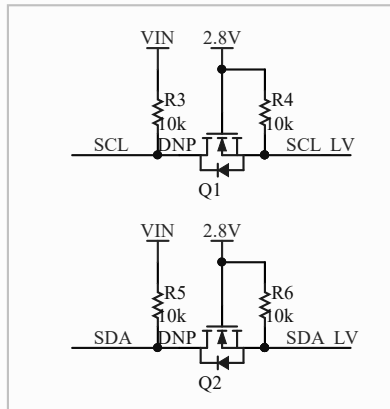 VIN 2.8V
R3 R4
10k 10k
SCL DNP SCL_LV
Q1
VIN 2.8V
R5 R6
10k 10k
SDA DNP SDA_LV
Q2